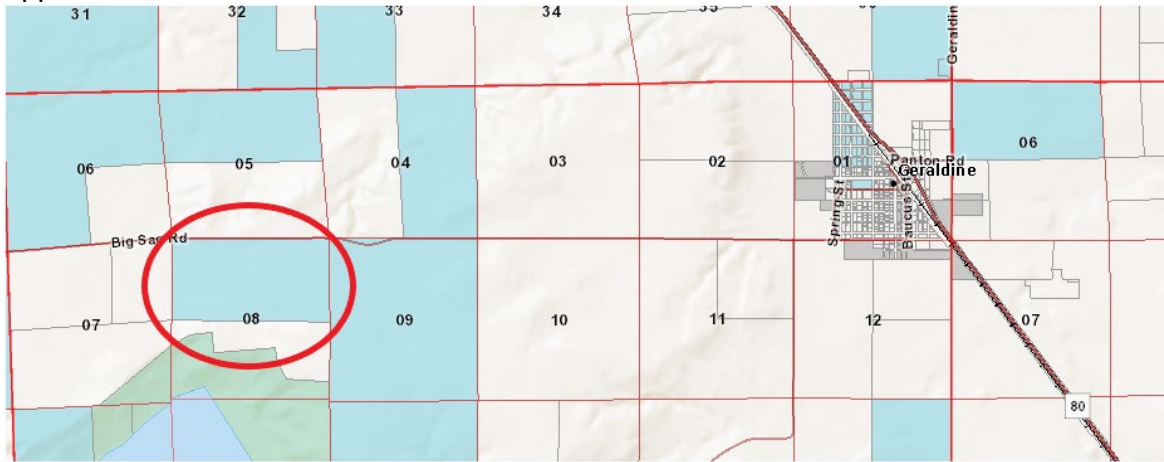 31 32 33 34 35
Geraldine
06 05 04 03 02 01 06
Panton Rd
Geraldine
Spring St
Baucus St
Big Sag Rd
07 08 09 10 11 12 07
80